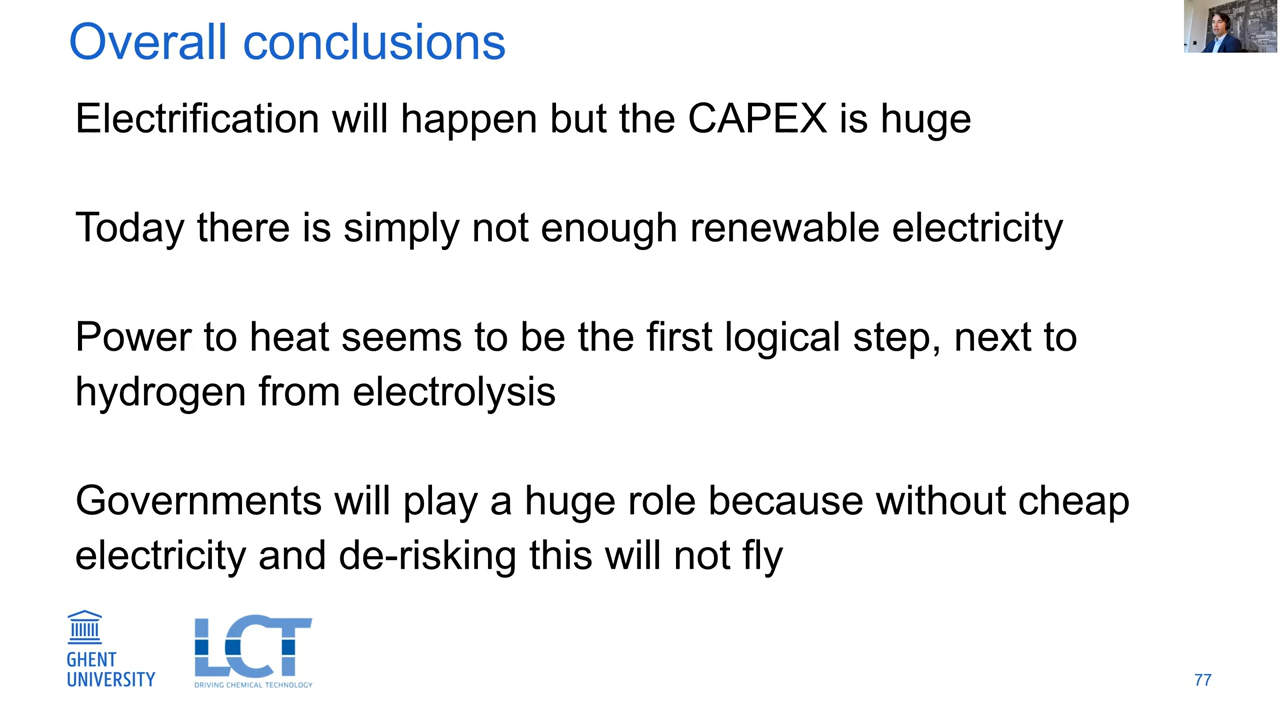 Overall conclusions
Electrification will happen but the CAPEX is huge
Today there is simply not enough renewable electricity
Power to heat seems to be the first logical step, next to
hydrogen from electrolysis
Governments will play a huge role because without cheap
electricity and de-risking this will not fly
GHENT
UNIVERSITY
LCT
DRIVING CHEMICAL TECHNOLOGY
77